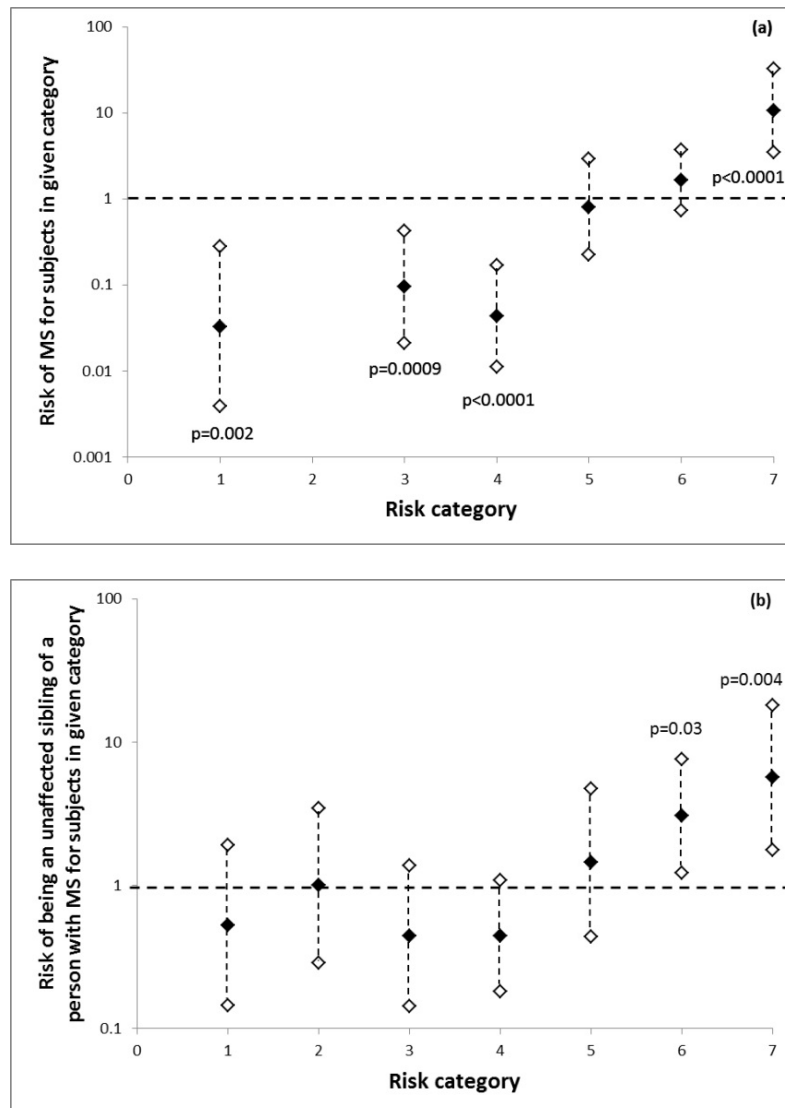 (a)
Risk of MS for subjects in given category
100
10
1
0.1
0.01
0.001
p<0.0001
p=0.0009
p<0.0001
p=0.002
0 1 2 3 4 5 6 7
Risk category
(b)
Risk of being an unaffected sibling of a
person with MS for subjects in given category
100
10
1
0.1
p=0.004
p=0.03
0 1 2 3 4 5 6 7
Risk category